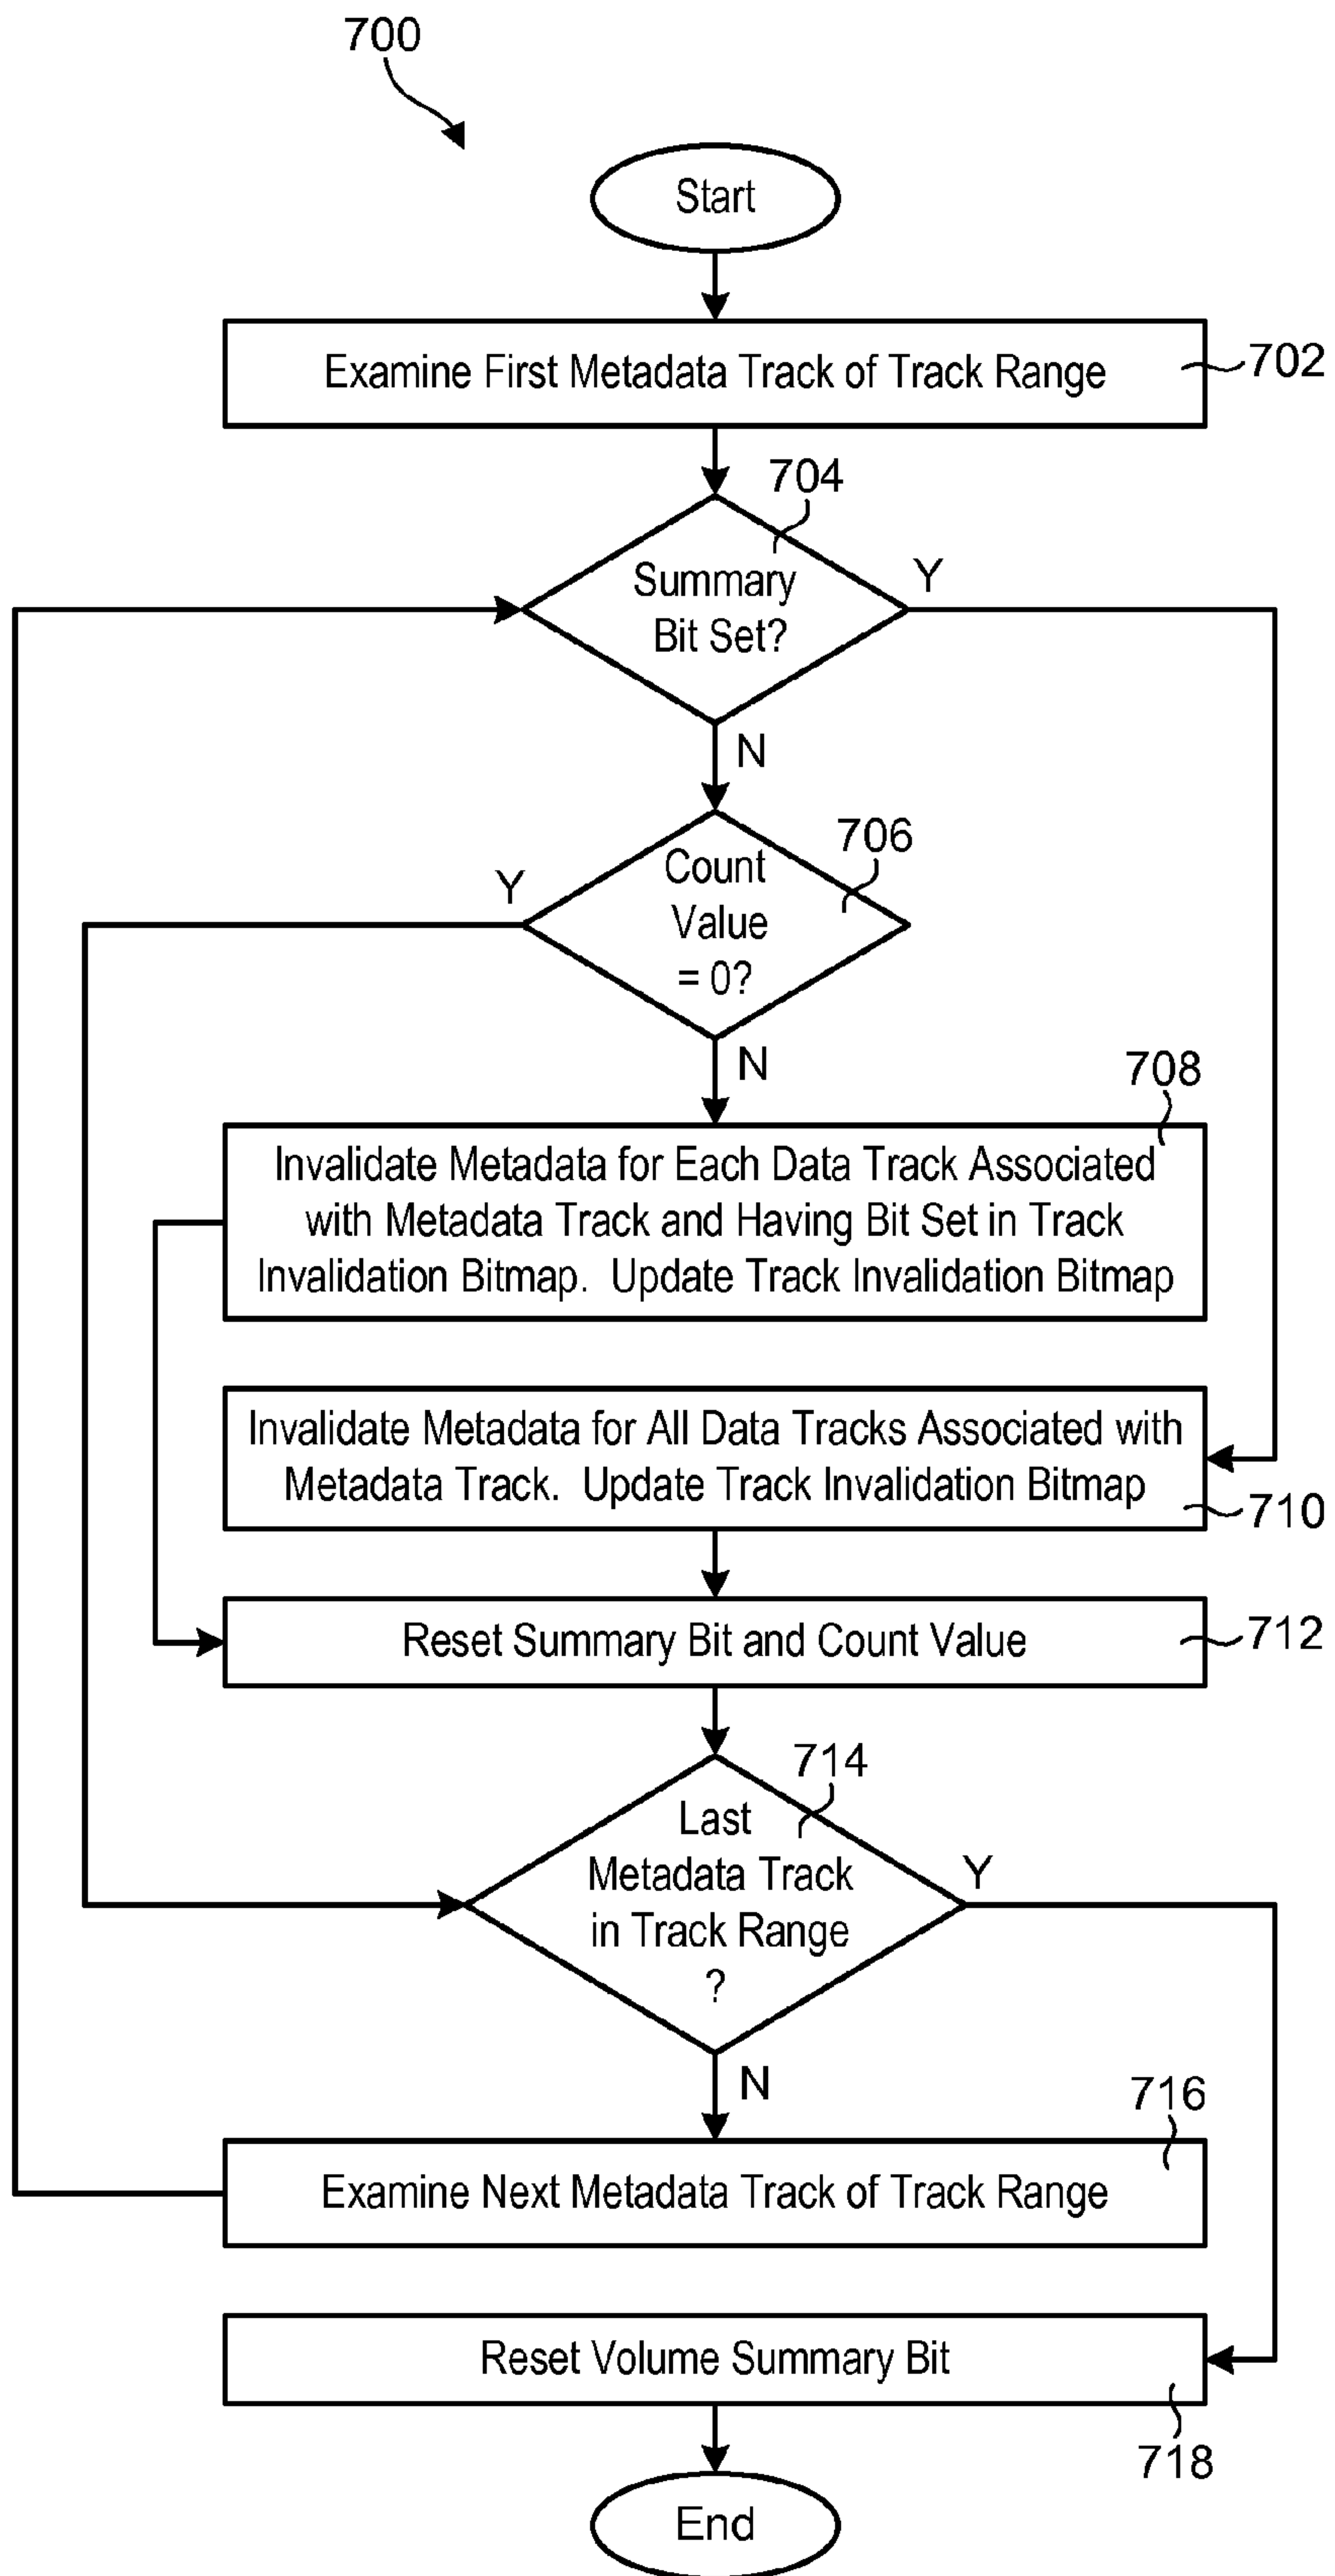 700
Start
Examine First Metadata Track of Track Range
702
704
Summary
Bit Set?
Y
N
706
Count
Value
= 0?
Y
N
708
Invalidate Metadata for Each Data Track Associated
with Metadata Track and Having Bit Set in Track
Invalidation Bitmap. Update Track Invalidation Bitmap
Invalidate Metadata for All Data Tracks Associated with
Metadata Track. Update Track Invalidation Bitmap
710
Reset Summary Bit and Count Value
712
714
Last
Metadata Track
in Track Range
?
Y
N
716
Examine Next Metadata Track of Track Range
Reset Volume Summary Bit
718
End